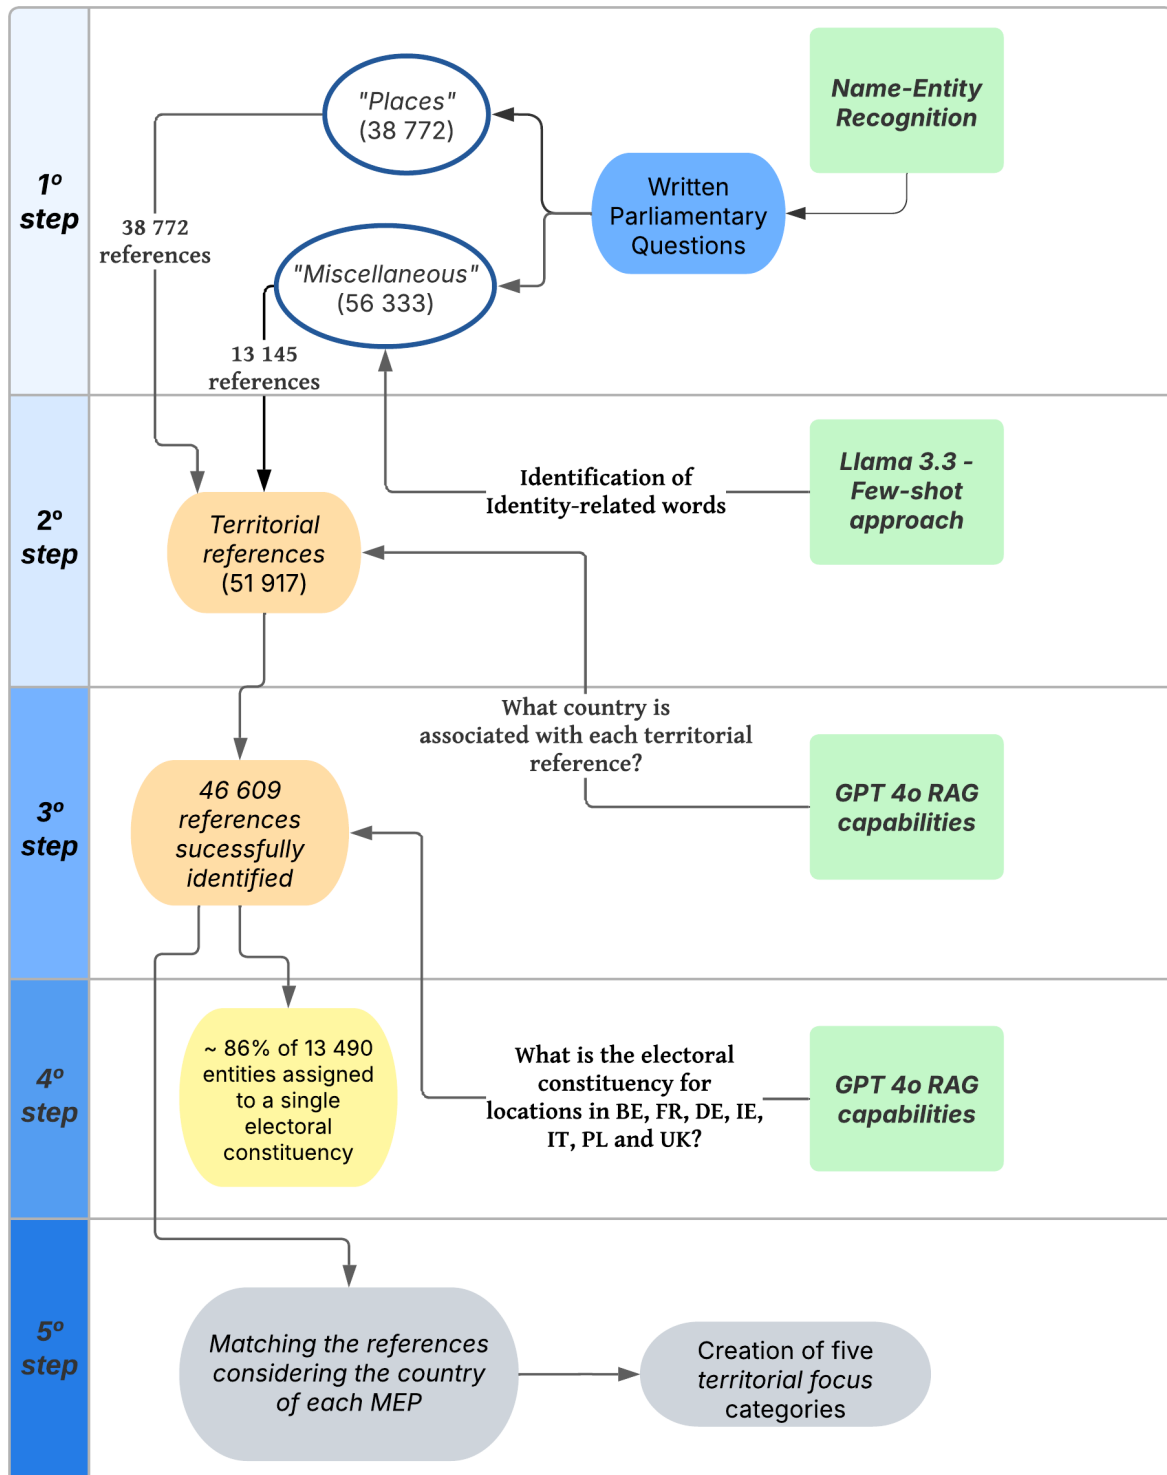 1º
step
"Places"
(38 772)
Name-Entity
Recognition
Written
Parliamentary
Questions
38 772
references
"Miscellaneous"
(56 333)
13 145
references
2º
step
Identification of
Identity-related words
Llama 3.3 -
Few-shot
approach
Territorial
references
(51 917)
3º
step
What country is
associated with each territorial
reference?
46 609
references
sucessfully
identified
GPT 4o RAG
capabilities
4º
step
~ 86% of 13 490
entities assigned
to a single
electoral
constituency
What is the electoral
constituency for
locations in BE, FR, DE, IE,
IT, PL and UK?
GPT 4o RAG
capabilities
5º
step
Matching the references
considering the country
of each MEP
Creation of five
territorial focus
categories